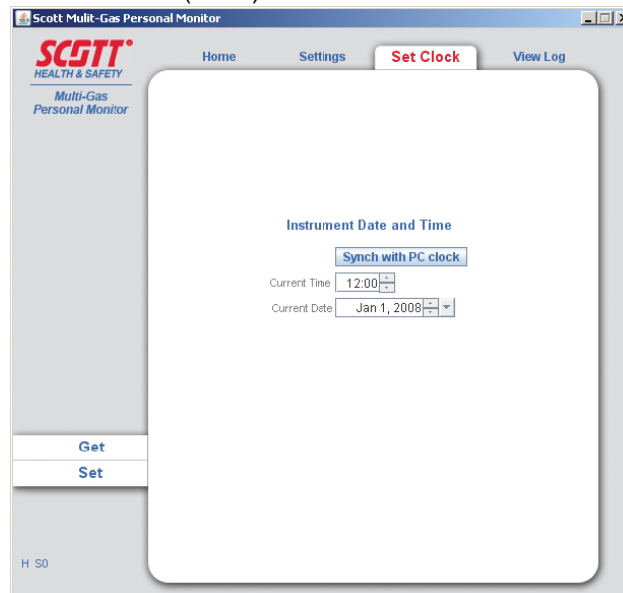 Scott Mulit-Gas Personal Monitor
SCOTT
HEALTH & SAFETY
Multi-Gas
Personal Monitor
Home Settings Set Clock View Log
Instrument Date and Time
Synch with PC clock
Current Time 12:00
Current Date Jan 1, 2008
Get
Set
H S0